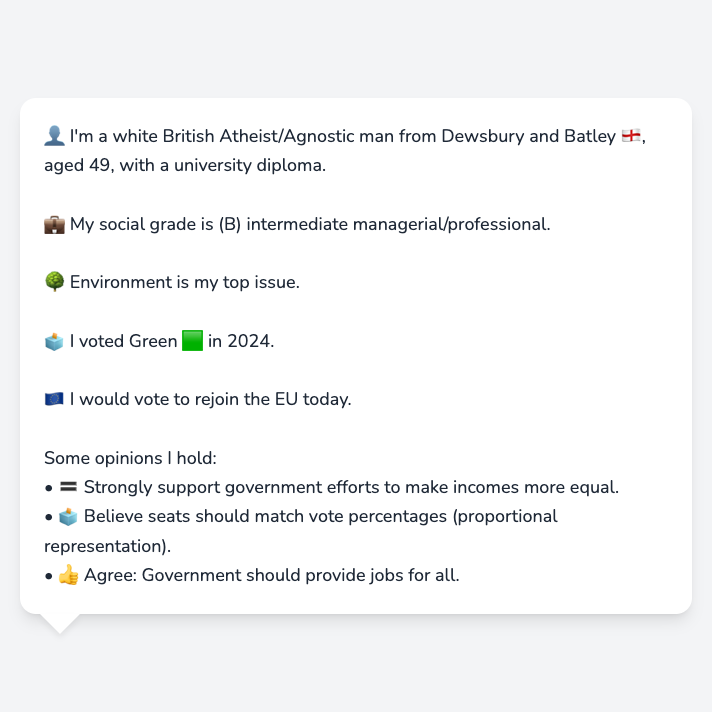 👤 I'm a white British Atheist/Agnostic man from Dewsbury and Batley 🏴󠁧󠁢󠁥󠁮󠁧󠁿,
aged 49, with a university diploma.
💼 My social grade is (B) intermediate managerial/professional.
🌳 Environment is my top issue.
🗳️ I voted Green 🟩 in 2024.
🇪🇺 I would vote to rejoin the EU today.
Some opinions I hold:
• 🟰 Strongly support government efforts to make incomes more equal.
• 🗳️ Believe seats should match vote percentages (proportional
representation).
• 👍 Agree: Government should provide jobs for all.